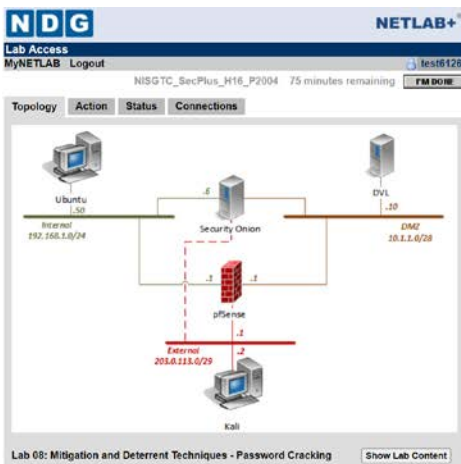 NDG
NETLAB+
Lab Access
MyNETLAB Logout
test6126
NISGTC_SecPlus_H16_P2004 75 minutes remaining I'M DONE
Topology Action Status Connections
Ubuntu
.50
Internal
192.168.1.0/24
.6
Security Onion
DVL
.10
DMZ
10.1.1.0/28
.1
.1
pfSense
.1
External
203.0.113.0/29
.2
Kali
Lab 08: Mitigation and Deterrent Techniques - Password Cracking Show Lab Content